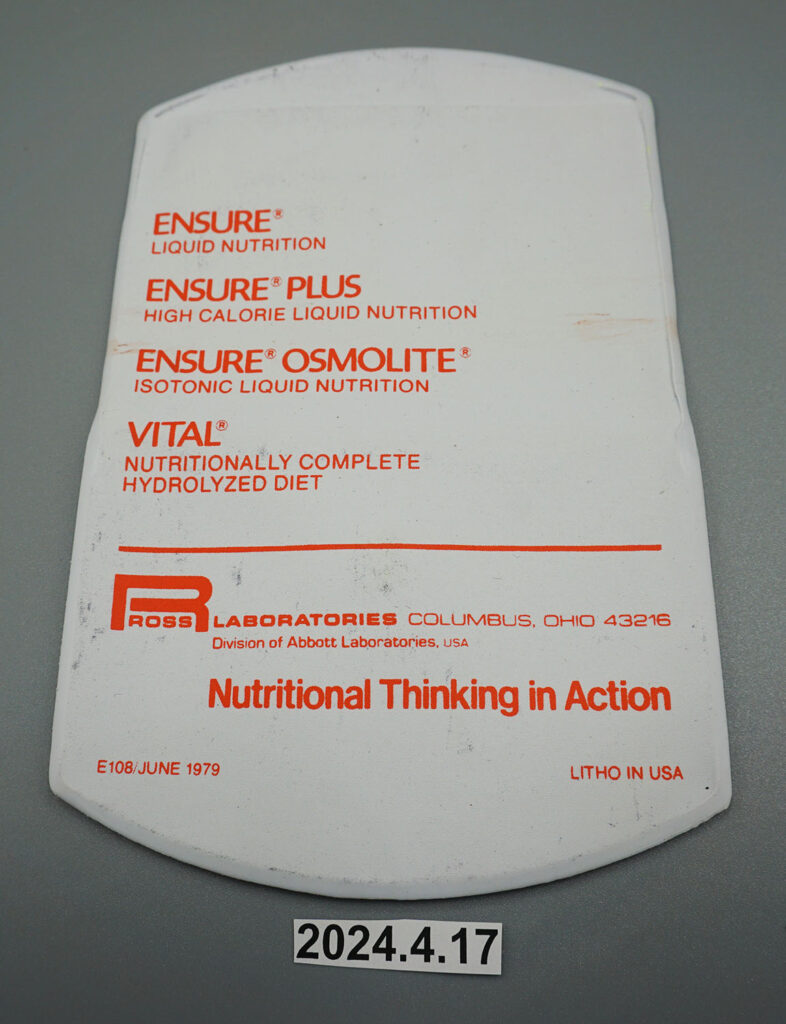 ENSURE®
LIQUID NUTRITION
ENSURE® PLUS
HIGH CALORIE LIQUID NUTRITION
ENSURE® OSMOLITE®
ISOTONIC LIQUID NUTRITION
VITAL®
NUTRITIONALLY COMPLETE
HYDROLYZED DIET
ROSS LABORATORIES COLUMBUS, OHIO 43216
Division of Abbott Laboratories, USA
Nutritional Thinking in Action
E108/JUNE 1979 LITHO IN USA
2024.4.17